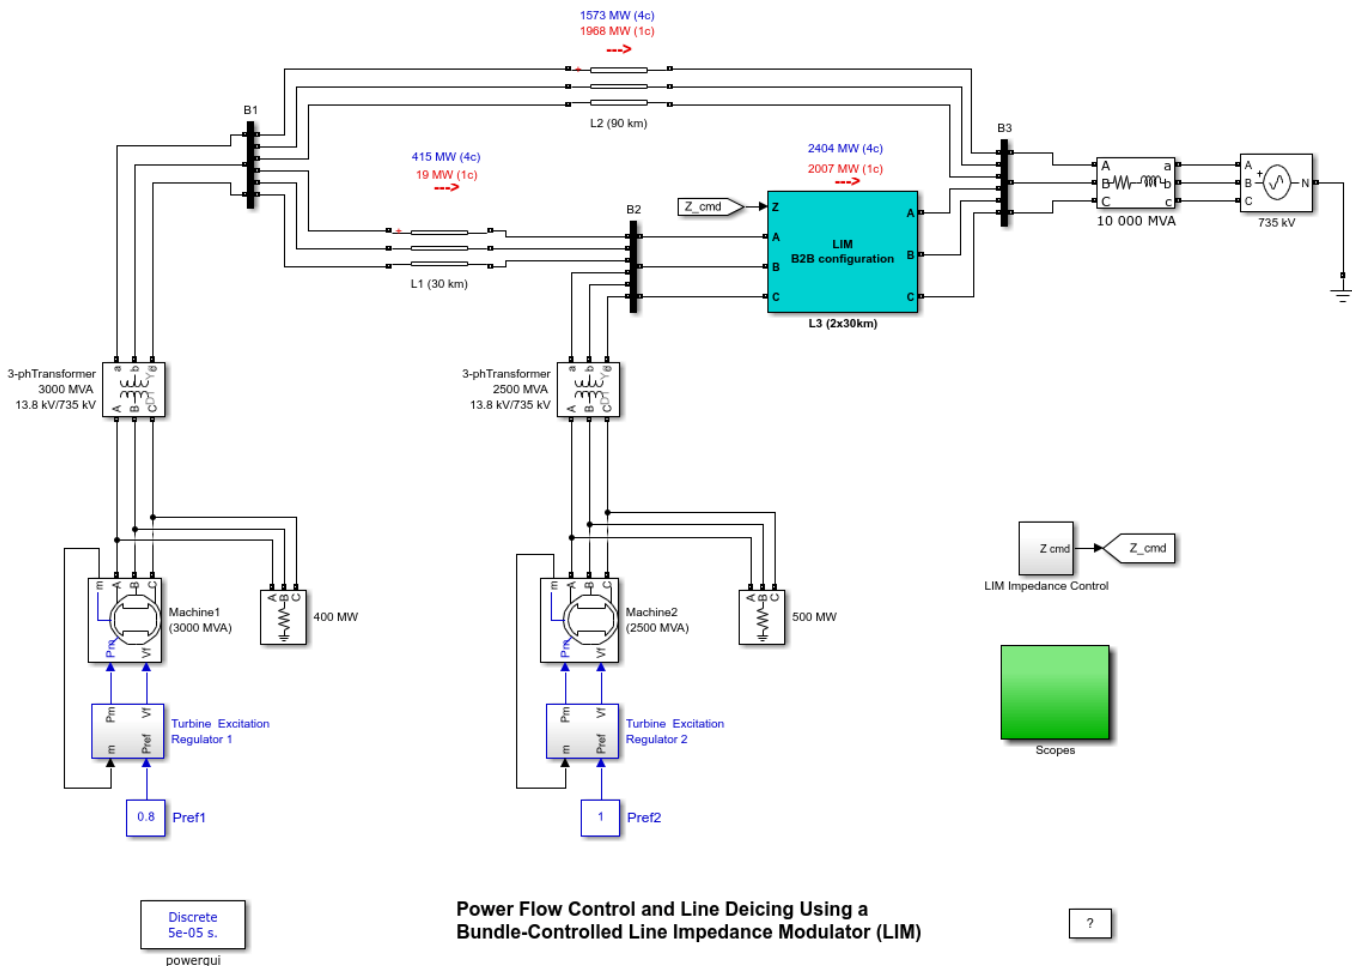 1573 MW (4c)
1968 MW (1c)
--->
L2 (90 km)
B1
415 MW (4c)
19 MW (1c)
--->
L1 (30 km)
B2
2404 MW (4c)
2007 MW (1c)
--->
Z_cmd
Z
A
B
C
LIM
B2B configuration
A
B
C
L3 (2x30km)
B3
A
B
C
a
b
c
10 000 MVA
A
B
C
+
N
735 kV
3-phTransformer
3000 MVA
13.8 kV/735 kV
a
b
c
A
B
C
3-phTransformer
2500 MVA
13.8 kV/735 kV
a
b
c
A
B
C
m
A
B
C
Pm
Vf
Machine1
(3000 MVA)
A
B
C
400 MW
m
A
B
C
Pm
Vf
Machine2
(2500 MVA)
A
B
C
500 MW
Z cmd
Z_cmd
LIM Impedance Control
Pm
Vf
m
Pref
Turbine Excitation
Regulator 1
Pm
Vf
m
Pref
Turbine Excitation
Regulator 2
Scopes
0.8
Pref1
1
Pref2
Discrete
5e-05 s.
powergui
Power Flow Control and Line Deicing Using a
Bundle-Controlled Line Impedance Modulator (LIM)
?